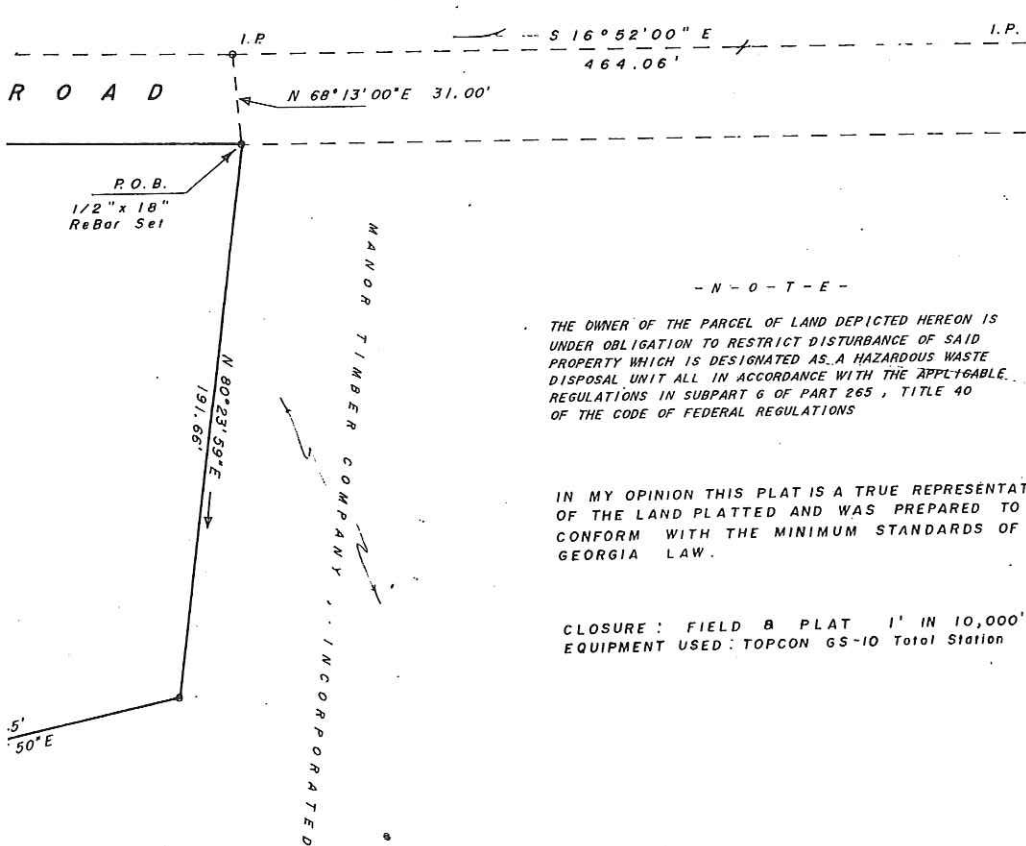 I.P.
S 16°52'00" E
I.P.
464.06'
ROAD
N 68°13'00"E 31.00'
P.O.B.
1/2" x 18"
ReBar Set
MANOR TIMBER COMPANY, INCORPORATED
N 80°23'59"E
191.66'
-N-O-T-E-
THE OWNER OF THE PARCEL OF LAND DEPICTED HEREON IS
UNDER OBLIGATION TO RESTRICT DISTURBANCE OF SAID
PROPERTY WHICH IS DESIGNATED AS A HAZARDOUS WASTE
DISPOSAL UNIT ALL IN ACCORDANCE WITH THE APPLIGABLE
REGULATIONS IN SUBPART G OF PART 265, TITLE 40
OF THE CODE OF FEDERAL REGULATIONS
IN MY OPINION THIS PLAT IS A TRUE REPRESENTAT
OF THE LAND PLATTED AND WAS PREPARED TO
CONFORM WITH THE MINIMUM STANDARDS OF
GEORGIA LAW.
CLOSURE: FIELD & PLAT 1' IN 10,000'
EQUIPMENT USED: TOPCON GS-10 Total Station
.5'
50"E